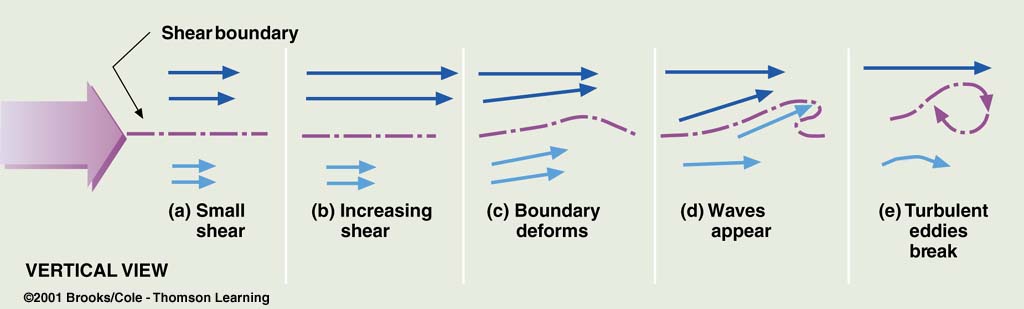 Shear boundary
(a) Small
shear
(b) Increasing
shear
(c) Boundary
deforms
(d) Waves
appear
(e) Turbulent
eddies
break
VERTICAL VIEW
©2001 Brooks/Cole - Thomson Learning